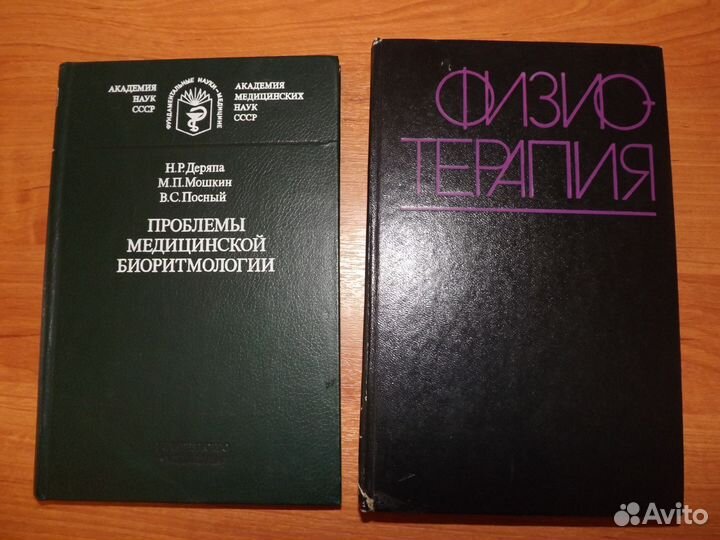 АКАДЕМИЯ
НАУК
СССР
ФУНДАМЕНТАЛЬНЫЕ НАУКИ–МЕДИЦИНЕ
АКАДЕМИЯ
МЕДИЦИНСКИХ
НАУК
СССР
Н.Р.Деряпа
М.П.Мошкин
В.С.Посный
ПРОБЛЕМЫ
МЕДИЦИНСКОЙ
БИОРИТМОЛОГИИ
ФИЗИО-
ТЕРАПИЯ
Avito